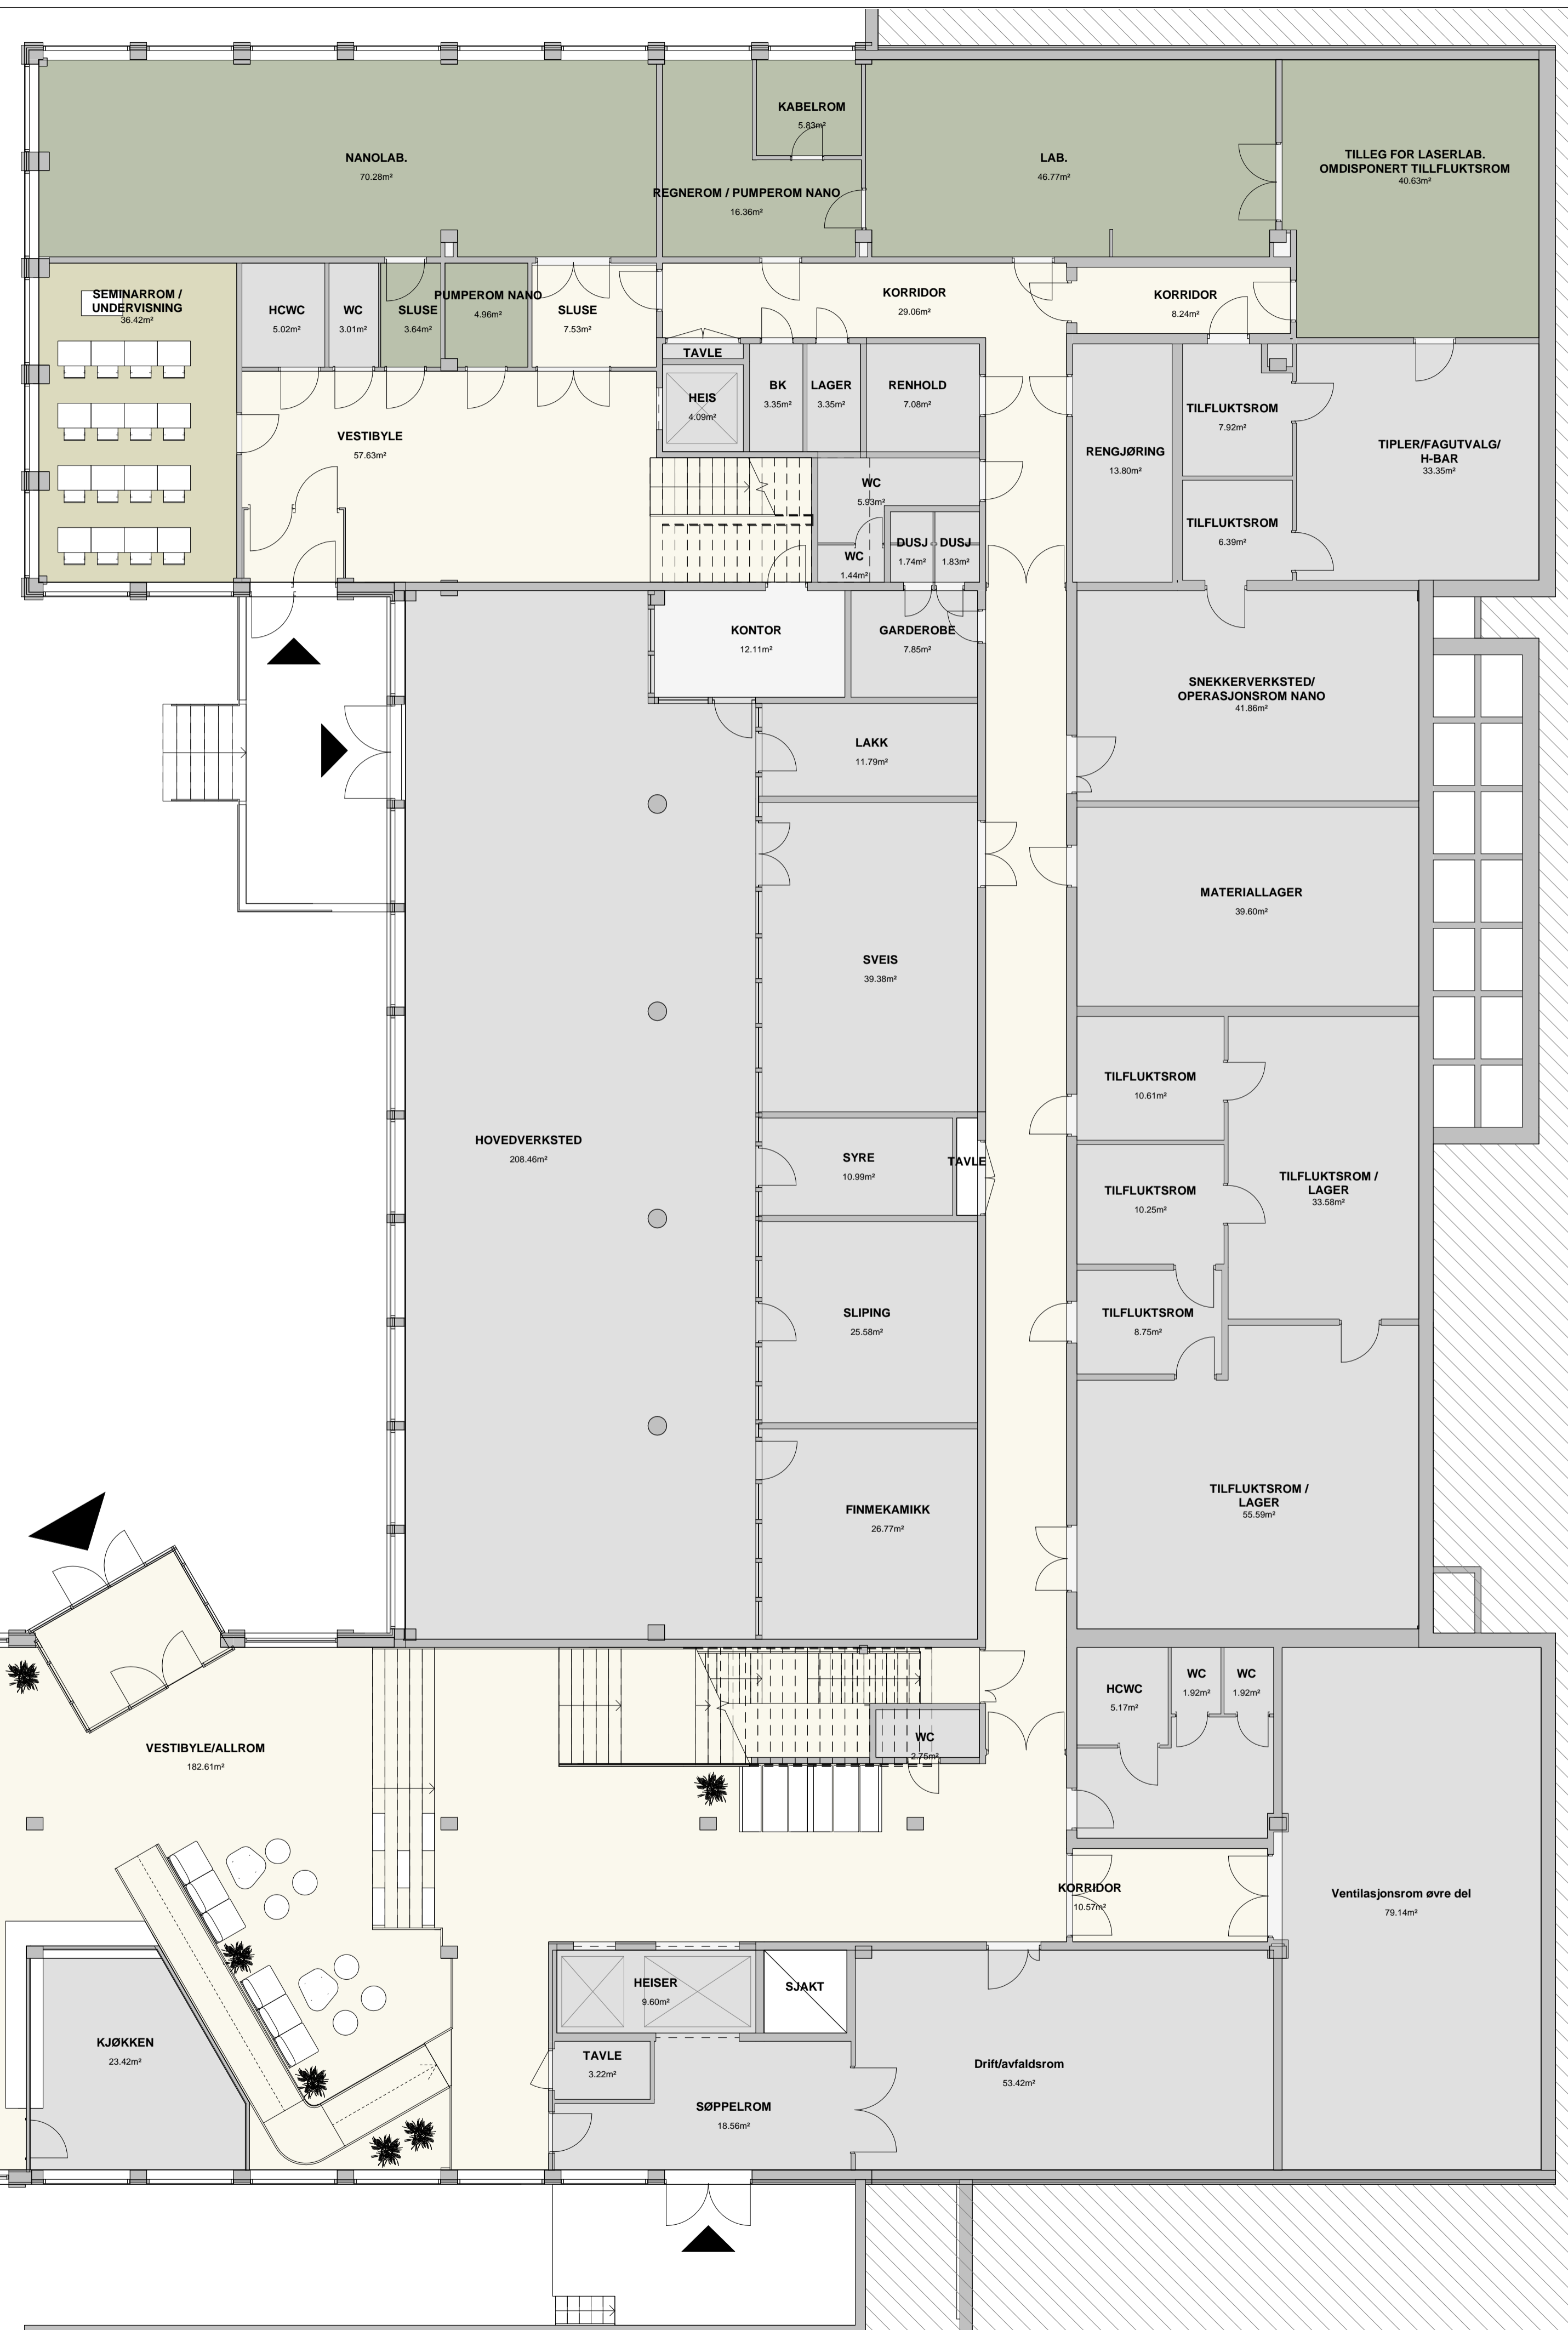 KABELROM
5.83m²
NANOLAB.
70.28m²
REGNEROM / PUMPEROM NANO
16.36m²
LAB.
46.77m²
TILLEG FOR LASERLAB.
OMDISPONERT TILLFLUKTSROM
40.63m²
SEMINARROM /
UNDERVISNING
36.42m²
HCWC
5.02m²
WC
3.01m²
SLUSE
3.64m²
PUMPEROM NANO
4.96m²
SLUSE
7.53m²
KORRIDOR
29.06m²
KORRIDOR
8.24m²
TAVLE
HEIS
4.09m²
BK
3.35m²
LAGER
3.35m²
RENHOLD
7.08m²
VESTIBYLE
57.63m²
RENGJØRING
13.80m²
TILFLUKTSROM
7.92m²
TIPLER/FAGUTVALG/
H-BAR
33.35m²
WC
5.93m²
TILFLUKTSROM
6.39m²
WC
1.44m²
DUSJ
1.74m²
DUSJ
1.83m²
KONTOR
12.11m²
GARDEROBE
7.85m²
SNEKKERVERKSTED/
OPERASJONSROM NANO
41.86m²
LAKK
11.79m²
MATERIALLAGER
39.60m²
SVEIS
39.38m²
TILFLUKTSROM
10.61m²
HOVEDVERKSTED
208.46m²
SYRE
10.99m²
TAVLE
TILFLUKTSROM
10.25m²
TILFLUKTSROM /
LAGER
33.58m²
SLIPING
25.58m²
TILFLUKTSROM
8.75m²
FINMEKAMIKK
26.77m²
TILFLUKTSROM /
LAGER
55.59m²
HCWC
5.17m²
WC
1.92m²
WC
1.92m²
WC
2.75m²
VESTIBYLE/ALLROM
182.61m²
KORRIDOR
10.57m²
Ventilasjonsrom øvre del
79.14m²
HEISER
9.60m²
SJAKT
KJØKKEN
23.42m²
TAVLE
3.22m²
Drift/avfaldsrom
53.42m²
SØPPELROM
18.56m²